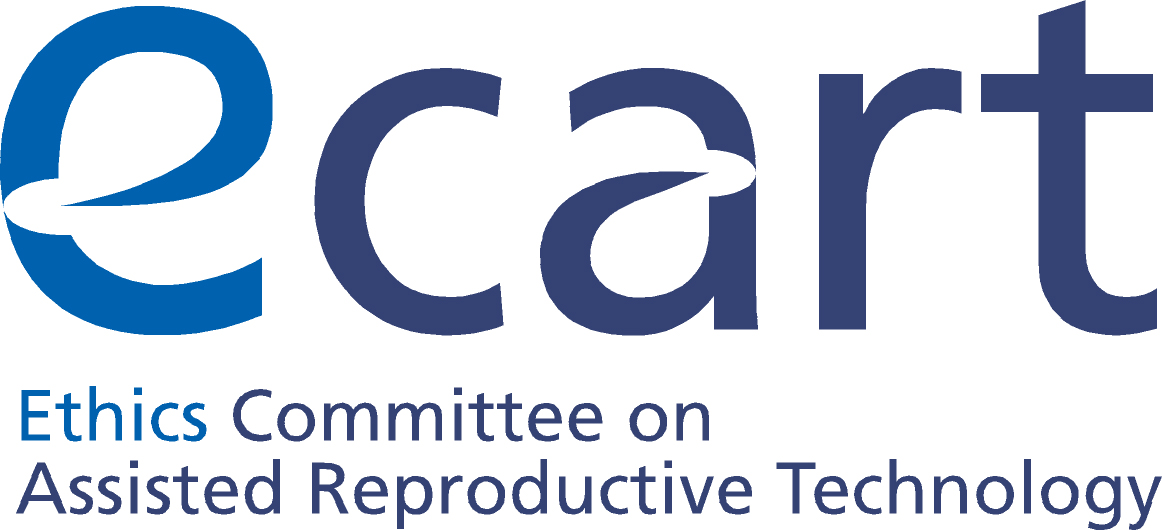 ecart
Ethics Committee on
Assisted Reproductive Technology